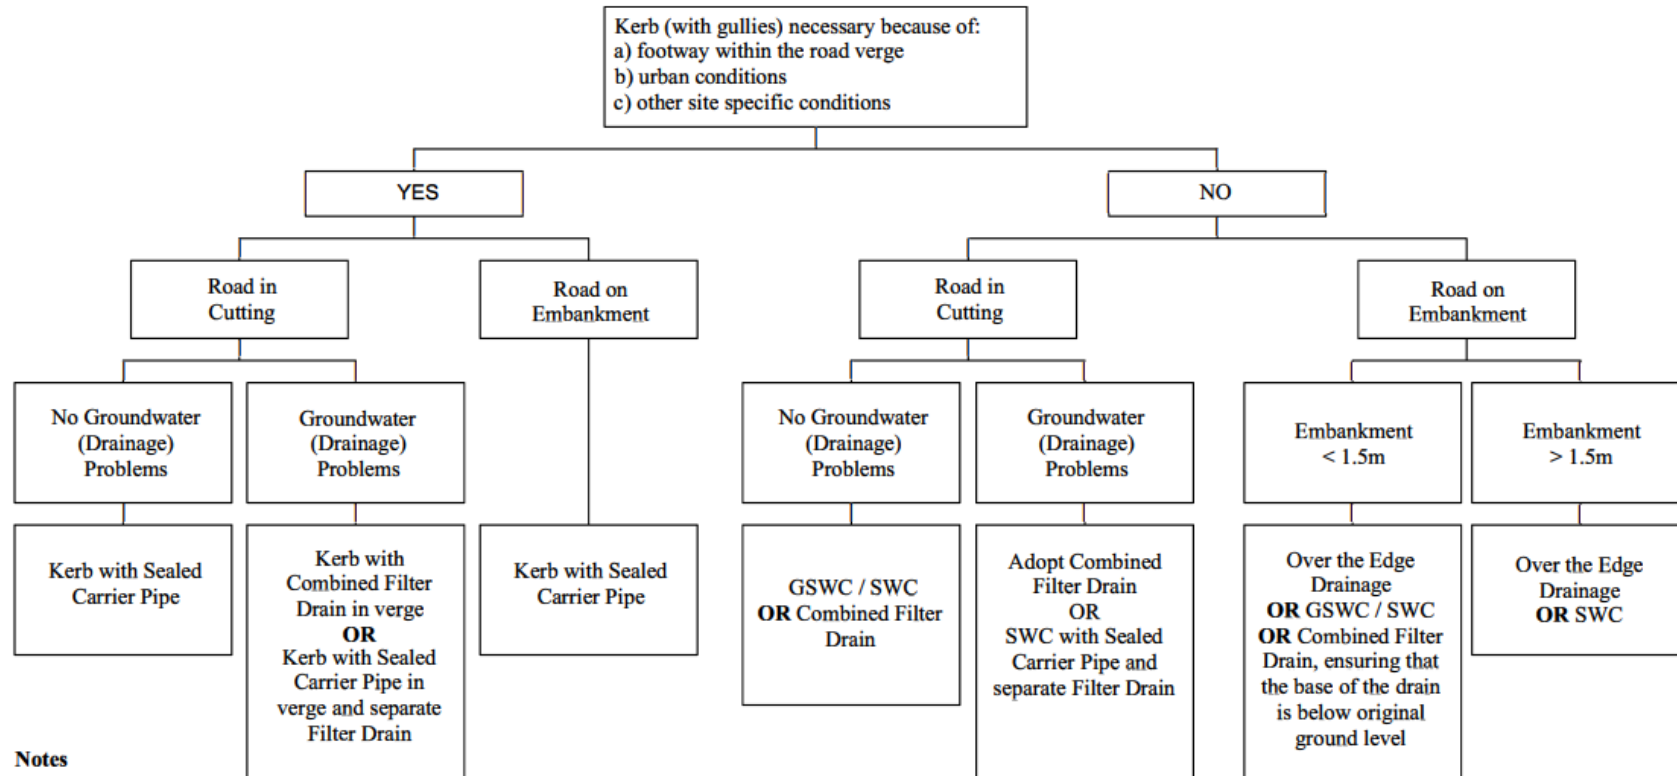 Kerb (with gullies) necessary because of:
a) footway within the road verge
b) urban conditions
c) other site specific conditions
YES
NO
Road in
Cutting
Road on
Embankment
Road in
Cutting
Road on
Embankment
No Groundwater
(Drainage)
Problems
Groundwater
(Drainage)
Problems
No Groundwater
(Drainage)
Problems
Groundwater
(Drainage)
Problems
Embankment
< 1.5m
Embankment
> 1.5m
Kerb with Sealed
Carrier Pipe
Kerb with
Combined Filter
Drain in verge
OR
Kerb with Sealed
Carrier Pipe in
verge and separate
Filter Drain
Kerb with Sealed
Carrier Pipe
GSWC / SWC
OR Combined Filter
Drain
Adopt Combined
Filter Drain
OR
SWC with Sealed
Carrier Pipe and
separate Filter Drain
Over the Edge
Drainage
OR GSWC / SWC
OR Combined Filter
Drain, ensuring that
the base of the drain
is below original
ground level
Over the Edge
Drainage
OR SWC
Notes